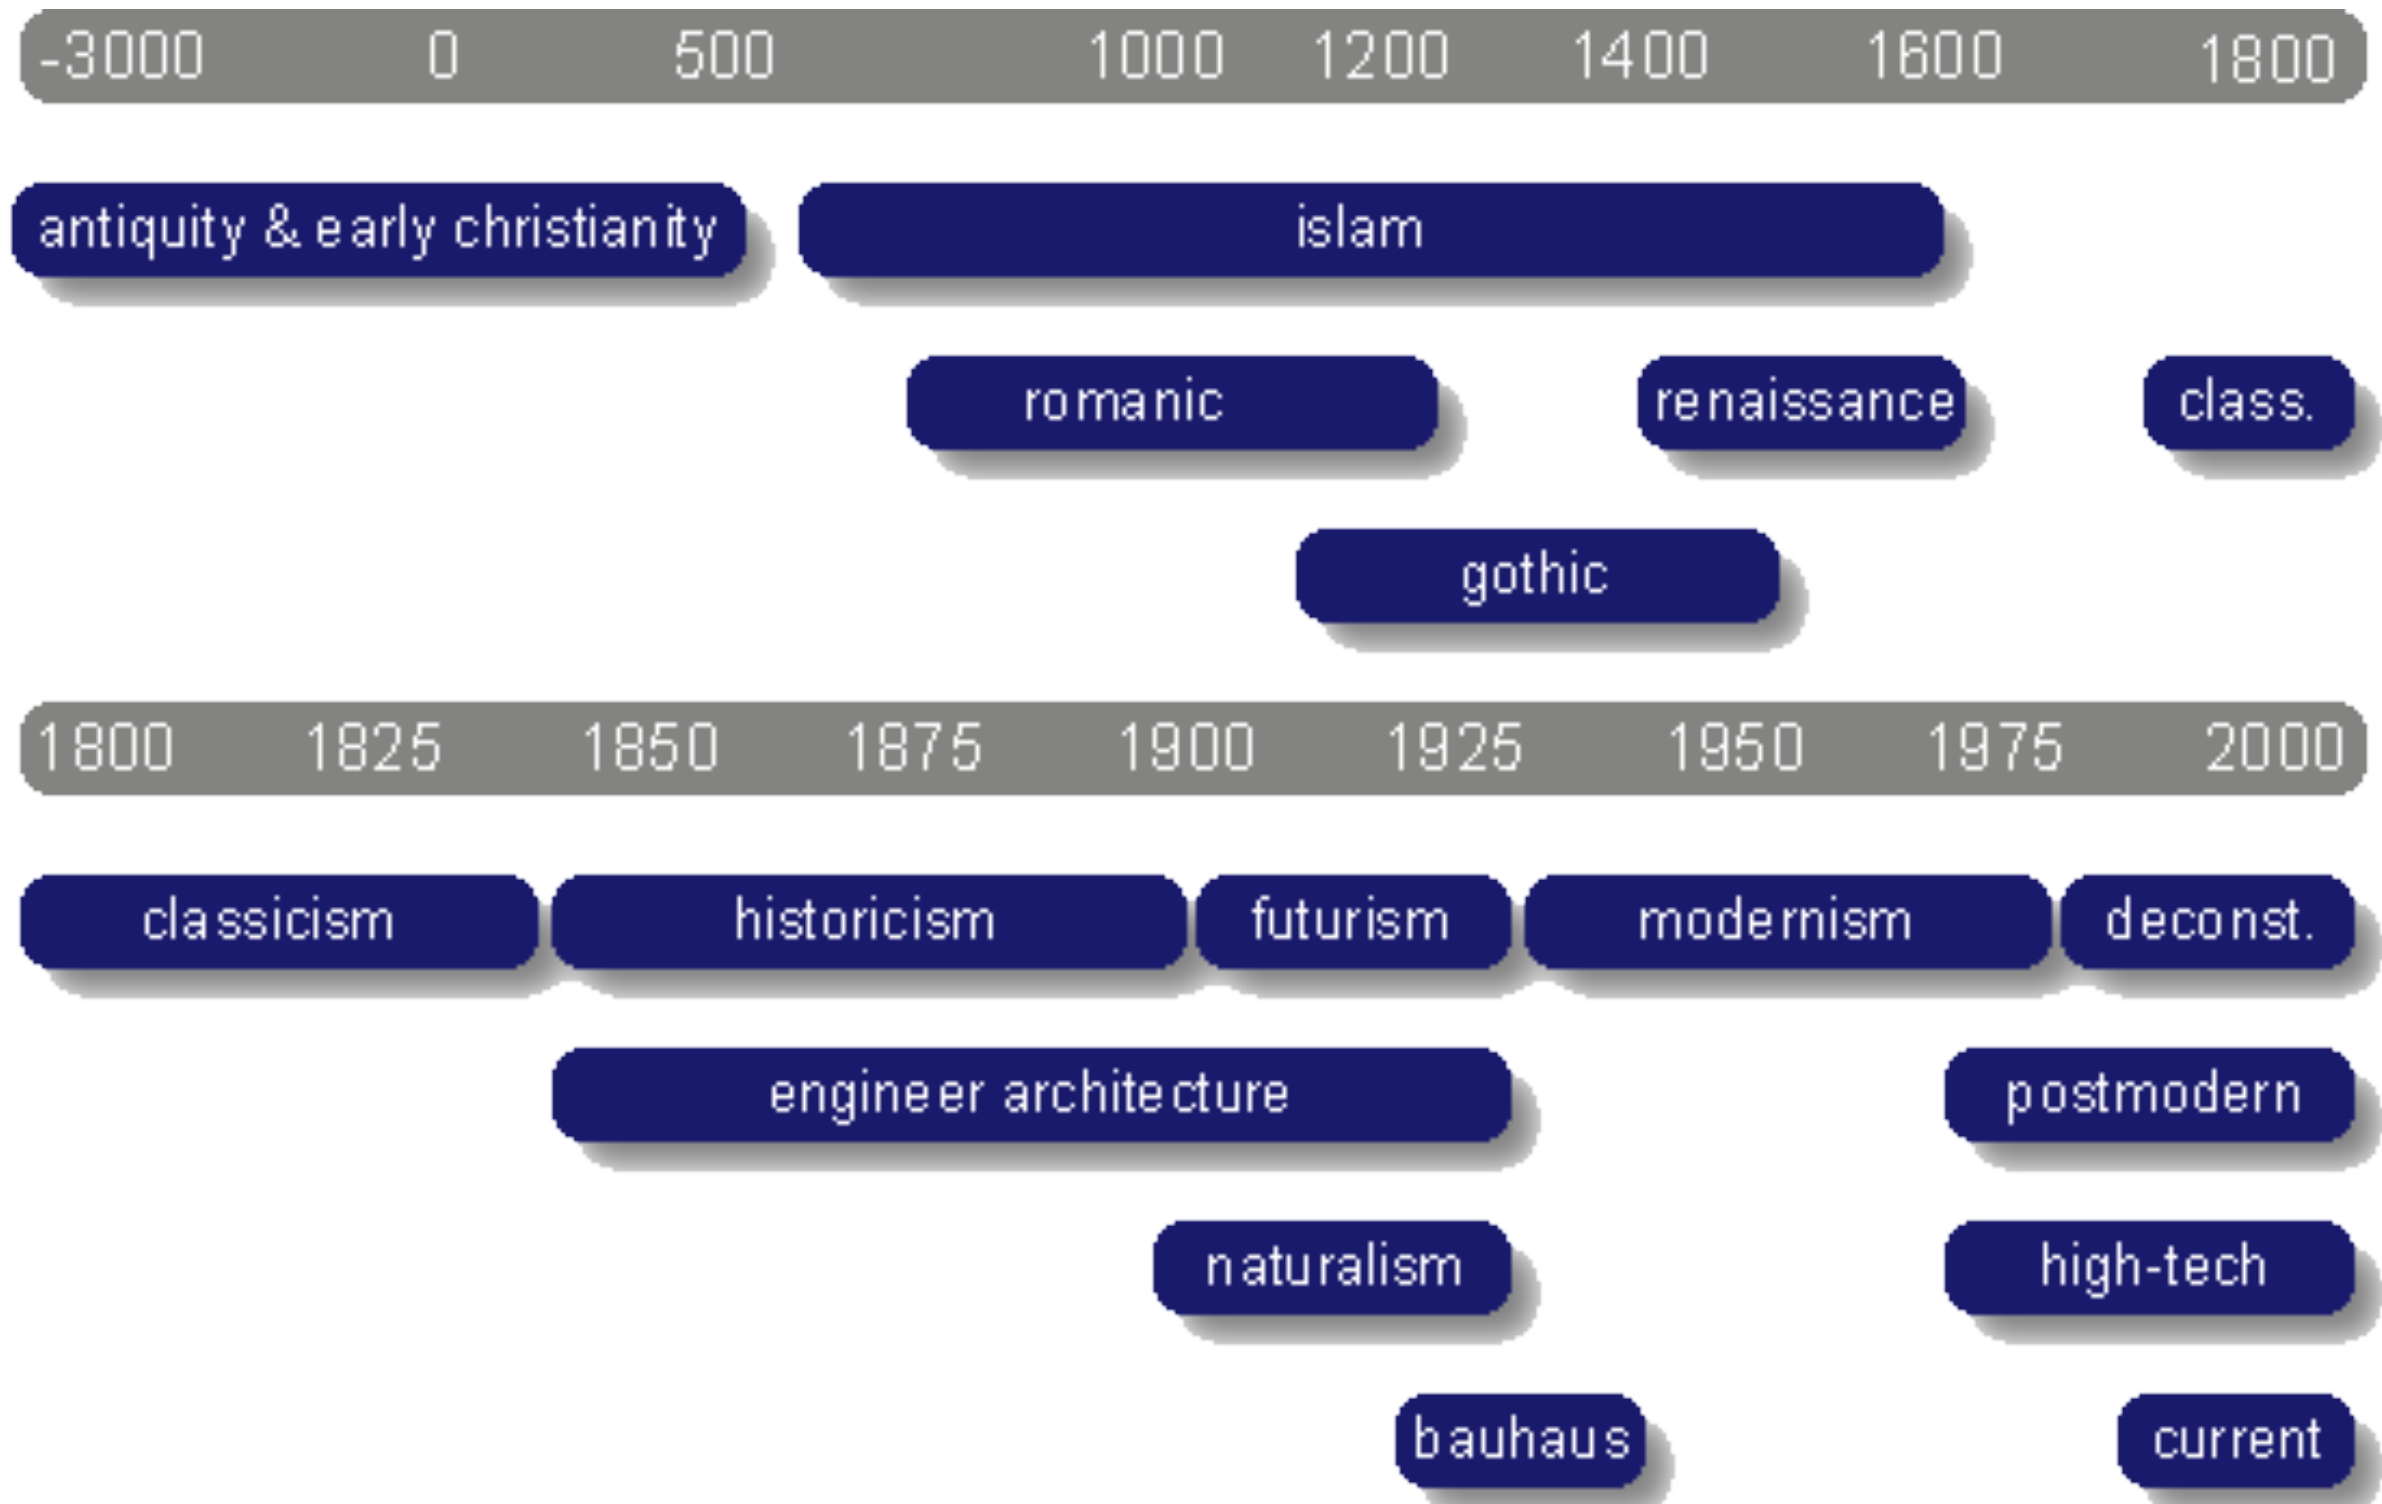 -3000 0 500 1000 1200 1400 1600 1800
antiquity & early christianity islam
romanic renaissance class.
gothic
1800 1825 1850 1875 1900 1925 1950 1975 2000
classicism historicism futurism modernism deconst.
engineer architecture postmodern
naturalism high-tech
bauhaus current